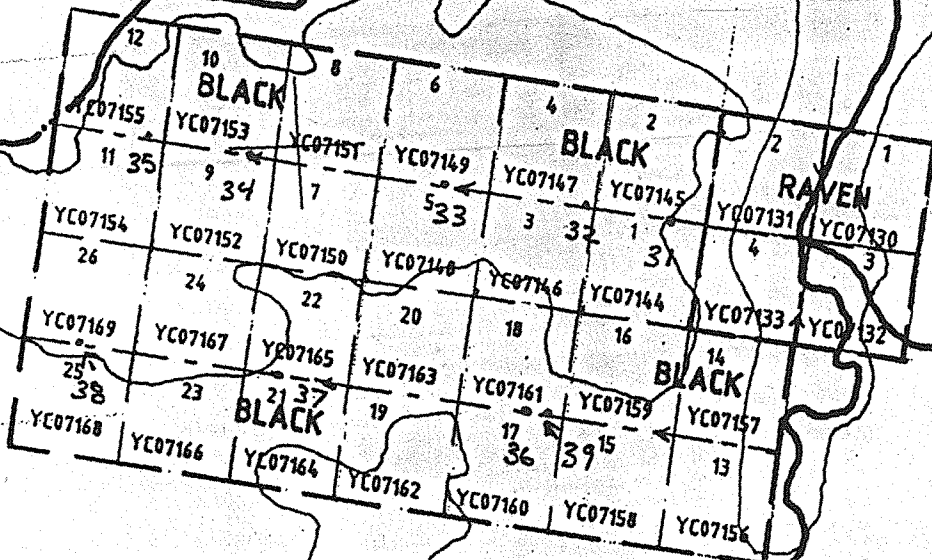 12
10
8
6
4
2
2
1
BLACK
BLACK
RAVEN
YC07155
YC07153
YC07151
YC07149
YC07147
YC07145
YC07131
YC07130
11
35
9
34
7
5
33
3
32
1
31
4
3
YC07154
YC07152
YC07150
YC07148
YC07146
YC07144
YC07133
YC07132
26
24
22
20
18
16
14
BLACK
YC07169
YC07167
YC07165
YC07163
YC07161
YC07159
YC07157
25
38
23
21
37
19
17
36
39
15
13
BLACK
YC07168
YC07166
YC07164
YC07162
YC07160
YC07158
YC07156